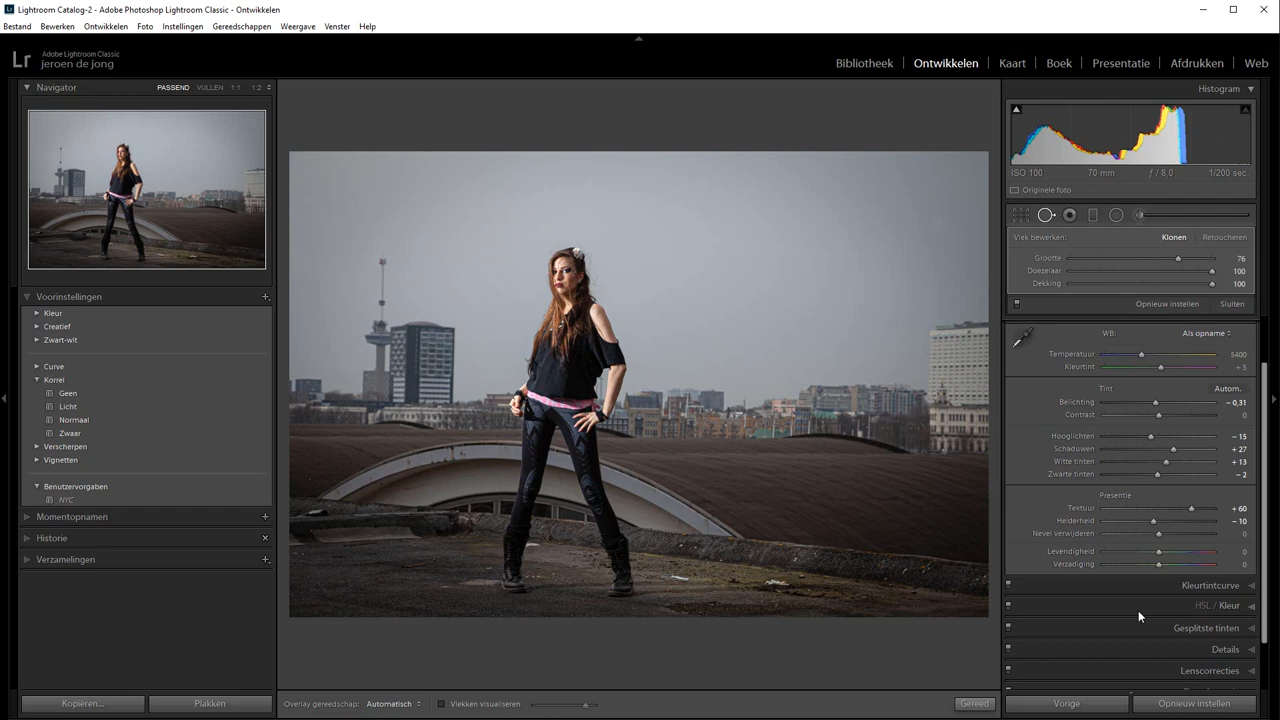 Lightroom Catalog-2 - Adobe Photoshop Lightroom Classic - Ontwikkelen
Bestand Bewerken Ontwikkelen Foto Instellingen Gereedschappen Weergave Venster Help
Lr Adobe Lightroom Classic
jeroen de jong
Bibliotheek Ontwikkelen Kaart Boek Presentatie Afdrukken Web
Navigator PASSEND VULLEN 1:1 1:2
Voorinstellingen
Kleur
Creatief
Zwart-wit
Curve
Korrel
Geen
Licht
Normaal
Zwaar
Verscherpen
Vignetten
Benutzervorgaben
NYC
Momentopnamen
Historie
Verzamelingen
Kopiëren... Plakken
Overlay gereedschap: Automatisch Vlekken visualiseren Gereed
Histogram
ISO 100 70 mm ƒ / 8,0 1/200 sec.
Originele foto
Vlek bewerken: Klonen Retoucheren
Grootte 76
Doezelaar 100
Dekking 100
Opnieuw instellen Sluiten
WB: Als opname
Temperatuur 5400
Kleurtint + 5
Tint Autom.
Belichting − 0,31
Contrast 0
Hooglichten − 15
Schaduwen + 27
Witte tinten + 13
Zwarte tinten − 2
Presentie
Textuur + 60
Helderheid − 10
Nevel verwijderen 0
Levendigheid 0
Verzadiging 0
Kleurtintcurve
HSL / Kleur
Gesplitste tinten
Details
Lenscorrecties
Vorige Opnieuw instellen